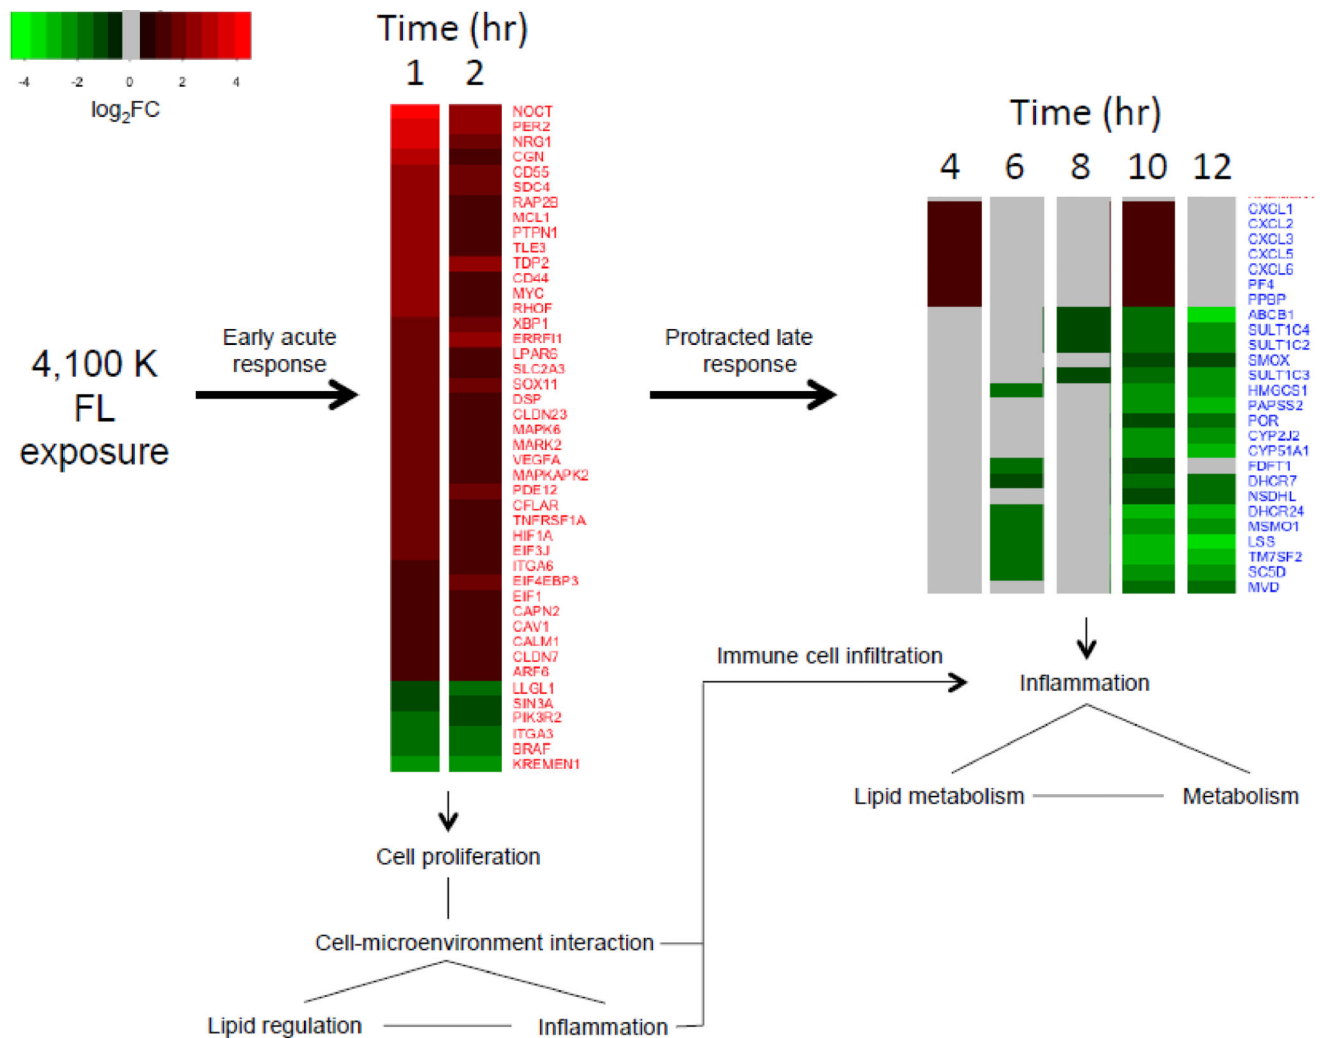 -4 -2 0 2 4
log2FC
Time (hr)
1 2
NOCT
PER2
NRG1
CGN
CD55
SDC4
RAP2B
MCL1
PTPN1
TLE3
TDP2
CD44
MYC
RHOF
XBP1
ERRFI1
LPAR6
SLC2A3
SOX11
DSP
CLDN23
MAPK6
MARK2
VEGFA
MAPKAPK2
PDE12
CFLAR
TNFRSF1A
HIF1A
EIF3J
ITGA6
EIF4EBP3
EIF1
CAPN2
CAV1
CALM1
CLDN7
ARF6
LLGL1
SIN3A
PIK3R2
ITGA3
BRAF
KREMEN1
4,100 K
FL
exposure
Early acute
response
Protracted late
response
Time (hr)
4 6 8 10 12
CXCL1
CXCL2
CXCL3
CXCL5
CXCL6
PF4
PPBP
ABCB1
SULT1C4
SULT1C2
SMOX
SULT1C3
HMGCS1
PAPSS2
POR
CYP2J2
CYP51A1
FDFT1
DHCR7
NSDHL
DHCR24
MSMO1
LSS
TM7SF2
SC5D
MVD
Cell proliferation
Cell-microenvironment interaction
Lipid regulation
Inflammation
Immune cell infiltration
Inflammation
Lipid metabolism
Metabolism